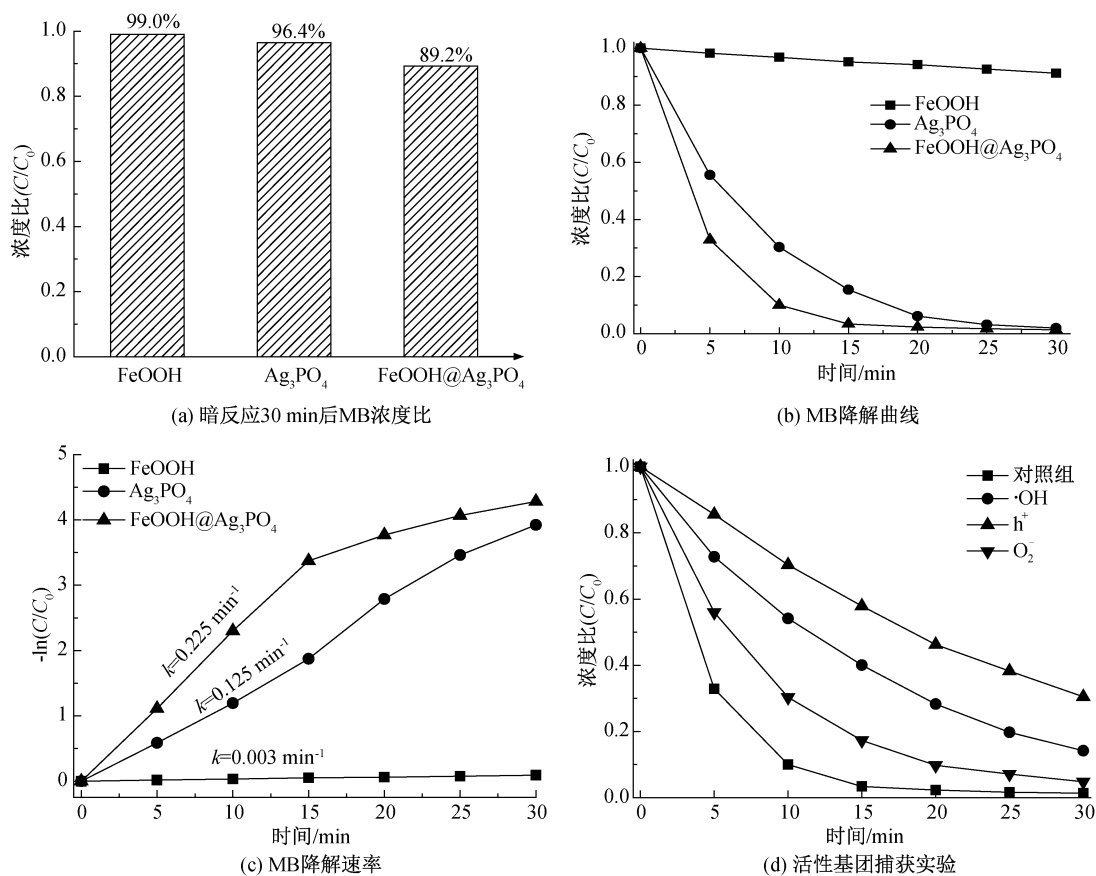 99.0%
96.4%
89.2%
浓度比(C/C₀)
1.0
0.8
0.6
0.4
0.2
0.0
FeOOH
Ag₃PO₄
FeOOH@Ag₃PO₄
(a) 暗反应30 min后MB浓度比
浓度比(C/C₀)
1.0
0.8
0.6
0.4
0.2
0.0
FeOOH
Ag₃PO₄
FeOOH@Ag₃PO₄
0 5 10 15 20 25 30
时间/min
(b) MB降解曲线
-ln(C/C₀)
5
4
3
2
1
0
FeOOH
Ag₃PO₄
FeOOH@Ag₃PO₄
k=0.225 min⁻¹
k=0.125 min⁻¹
k=0.003 min⁻¹
0 5 10 15 20 25 30
时间/min
(c) MB降解速率
浓度比(C/C₀)
1.0
0.8
0.6
0.4
0.2
0.0
对照组
·OH
h⁺
O₂⁻
0 5 10 15 20 25 30
时间/min
(d) 活性基团捕获实验